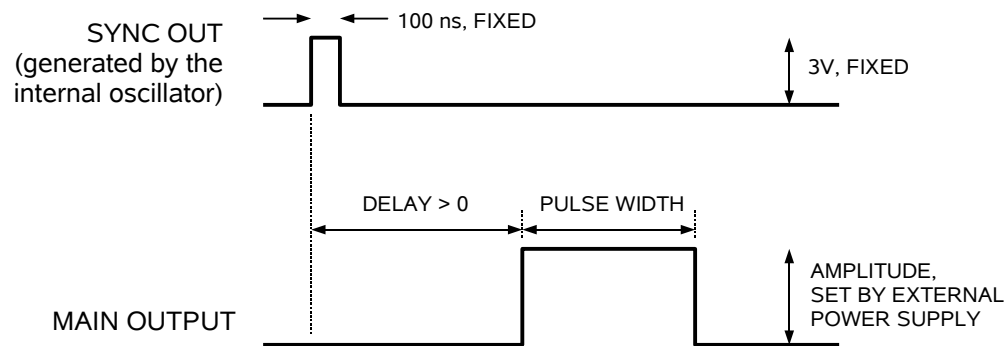 100 ns, FIXED
SYNC OUT
(generated by the
internal oscillator)
3V, FIXED
DELAY > 0
PULSE WIDTH
AMPLITUDE,
SET BY EXTERNAL
POWER SUPPLY
MAIN OUTPUT